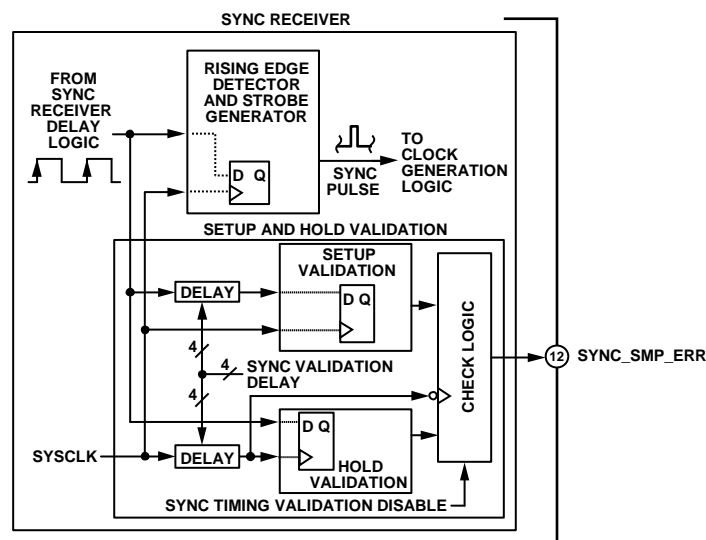 SYNC RECEIVER
FROM
SYNC
RECEIVER
DELAY
LOGIC
RISING EDGE
DETECTOR
AND STROBE
GENERATOR
D Q
SYNC
PULSE
TO
CLOCK
GENERATION
LOGIC
SETUP AND HOLD VALIDATION
SETUP
VALIDATION
D Q
DELAY
4
4
SYNC VALIDATION
DELAY
4
CHECK LOGIC
12
SYNC_SMP_ERR
D Q
HOLD
VALIDATION
SYSCLK
DELAY
SYNC TIMING VALIDATION DISABLE